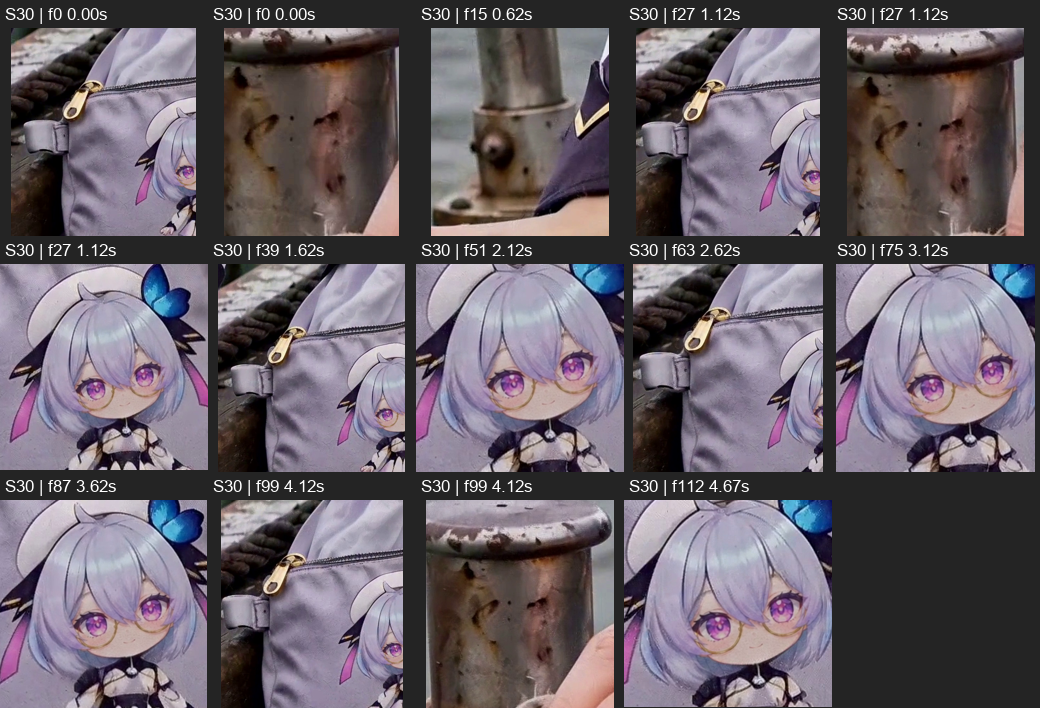 S30 | f0 0.00s
S30 | f0 0.00s
S30 | f15 0.62s
S30 | f27 1.12s
S30 | f27 1.12s
S30 | f27 1.12s
S30 | f39 1.62s
S30 | f51 2.12s
S30 | f63 2.62s
S30 | f75 3.12s
S30 | f87 3.62s
S30 | f99 4.12s
S30 | f99 4.12s
S30 | f112 4.67s